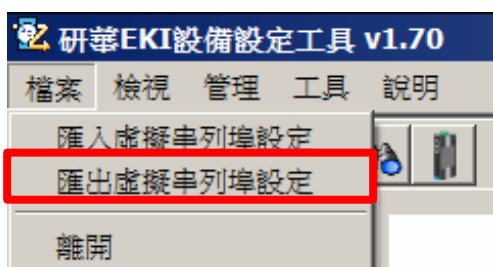 研華EKI設備設定工具 v1.70
檔案 檢視 管理 工具 說明
匯入虛擬串列埠設定
匯出虛擬串列埠設定
離開